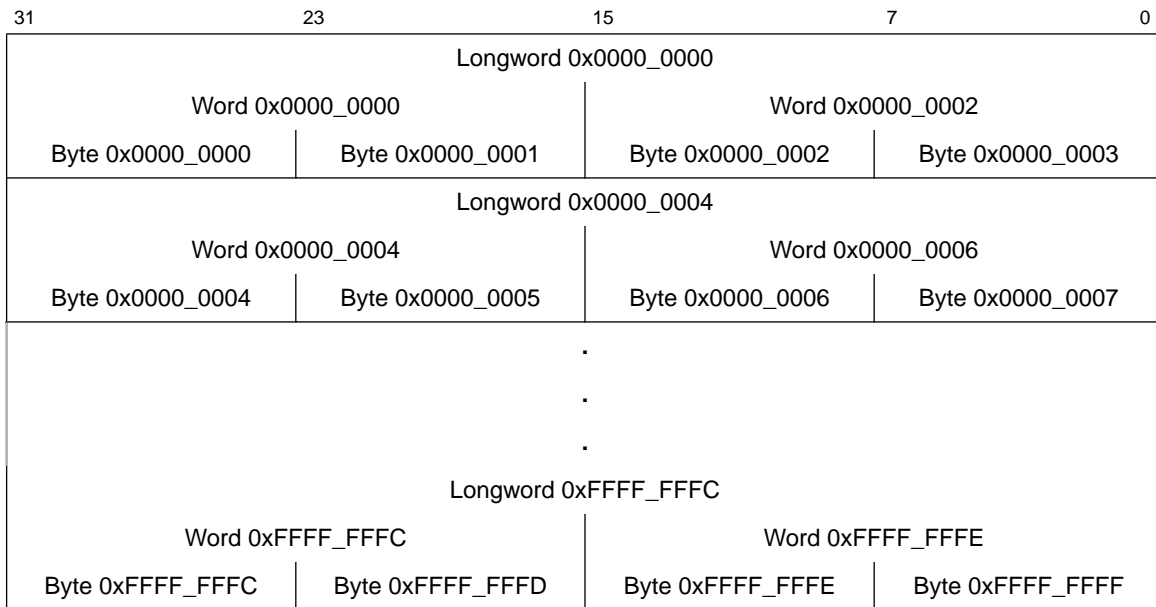 31 23 15 7 0
Longword 0x0000_0000
Word 0x0000_0000 Word 0x0000_0002
Byte 0x0000_0000 Byte 0x0000_0001 Byte 0x0000_0002 Byte 0x0000_0003
Longword 0x0000_0004
Word 0x0000_0004 Word 0x0000_0006
Byte 0x0000_0004 Byte 0x0000_0005 Byte 0x0000_0006 Byte 0x0000_0007
.
.
.
Longword 0xFFFF_FFFC
Word 0xFFFF_FFFC Word 0xFFFF_FFFE
Byte 0xFFFF_FFFC Byte 0xFFFF_FFFD Byte 0xFFFF_FFFE Byte 0xFFFF_FFFF